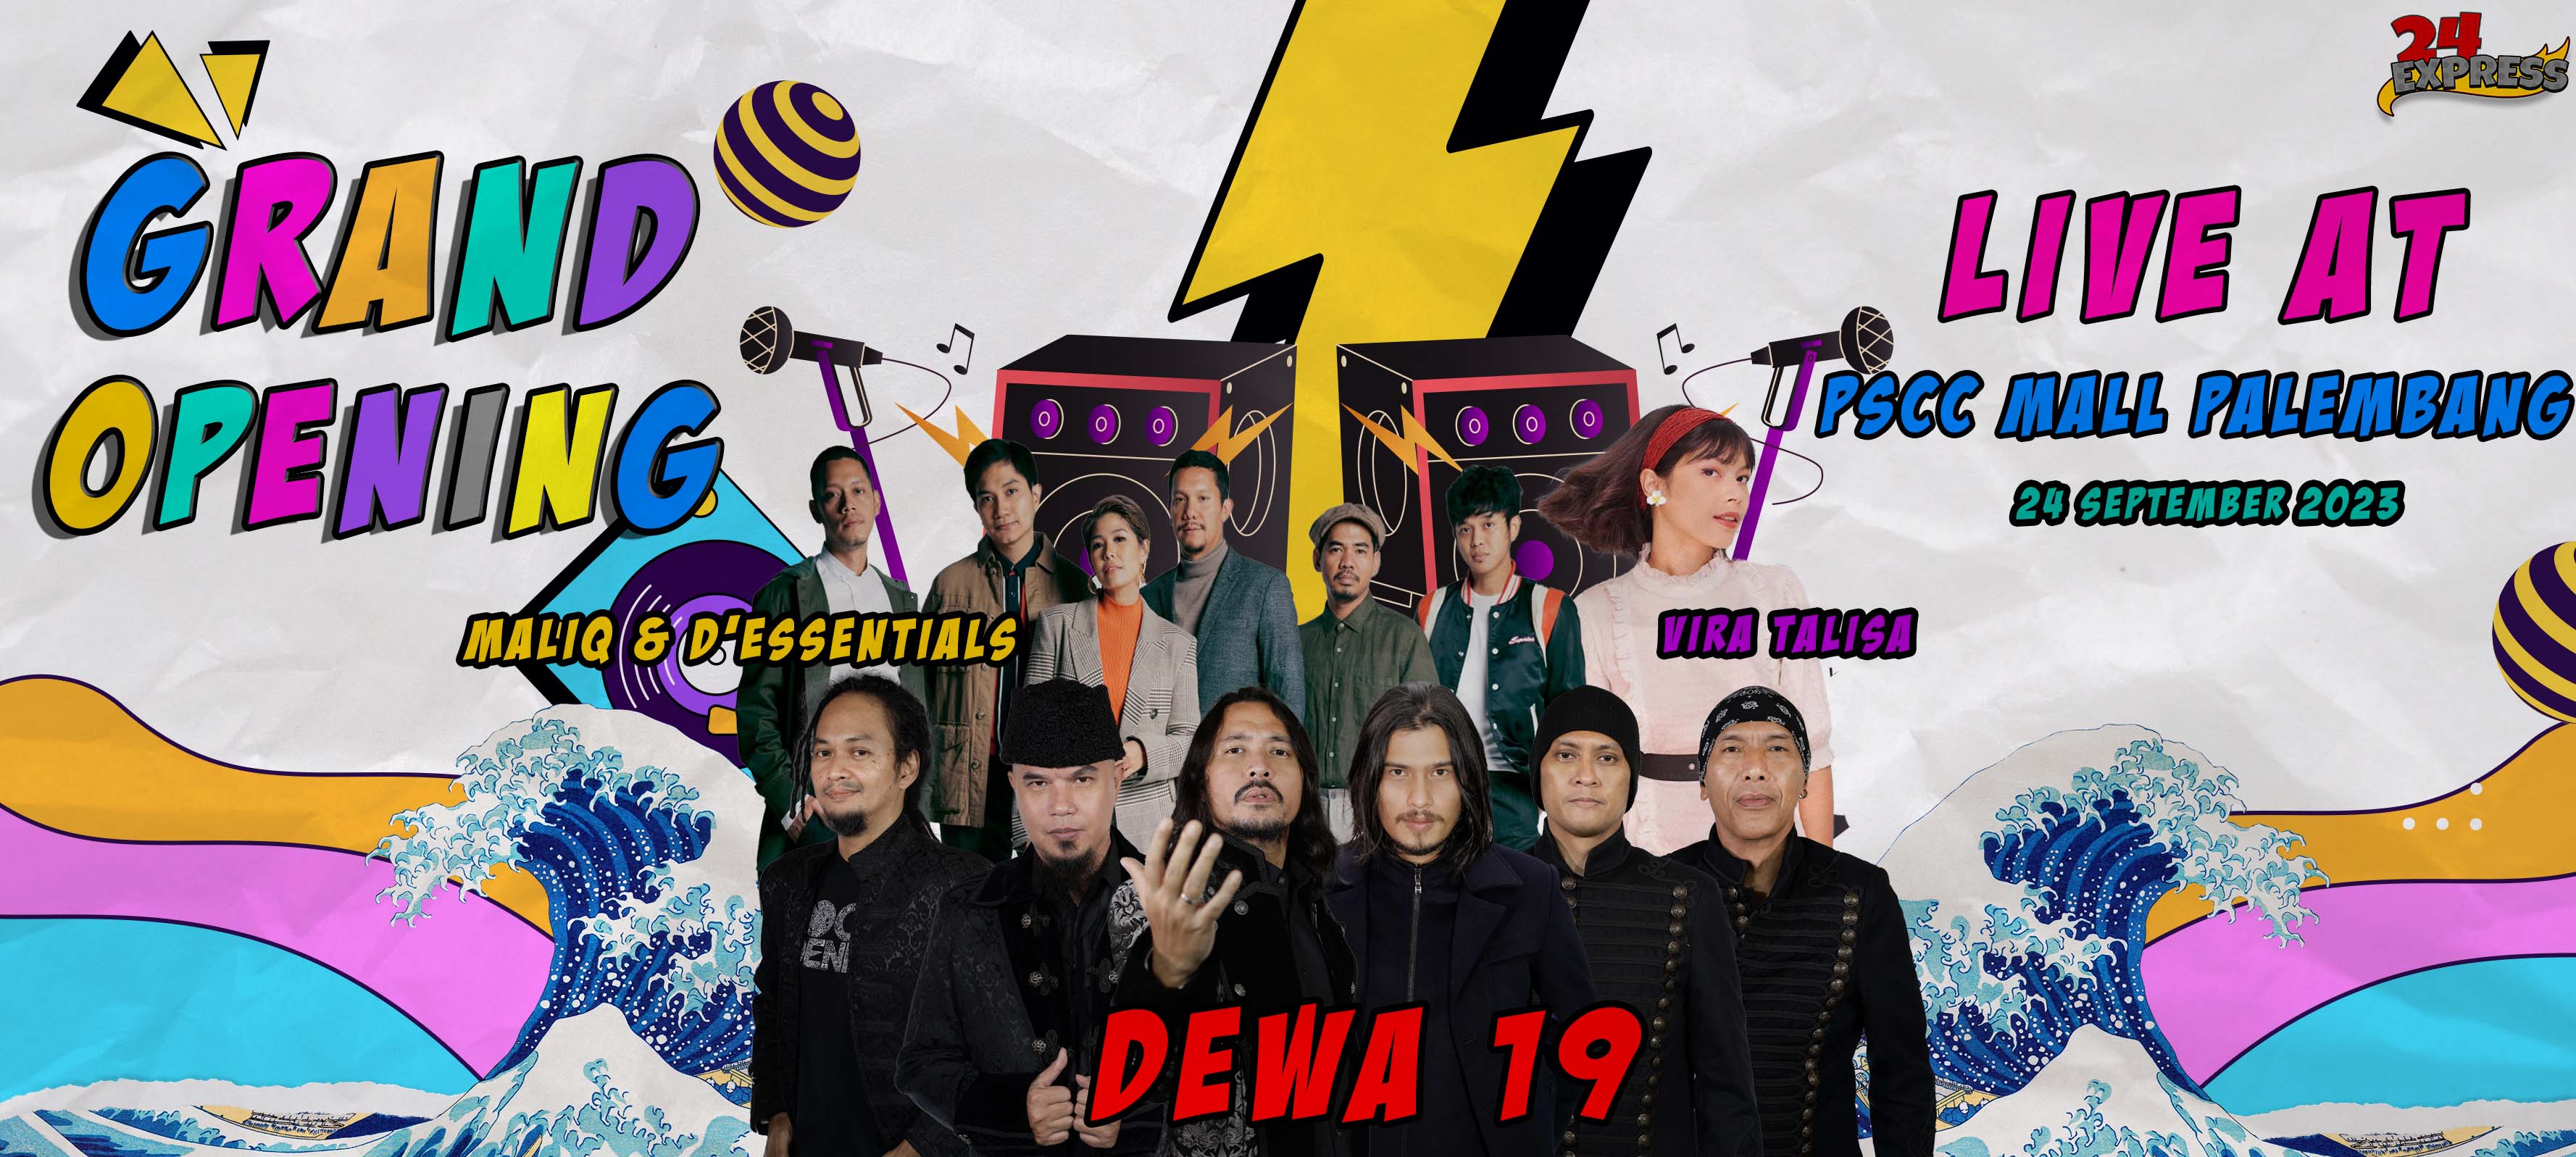 24
EXPRESS
GRAND
OPENING
LIVE AT
PSCC MALL PALEMBANG
24 SEPTEMBER 2023
MALIQ & D'ESSENTIALS
VIRA TALISA
DEWA 19